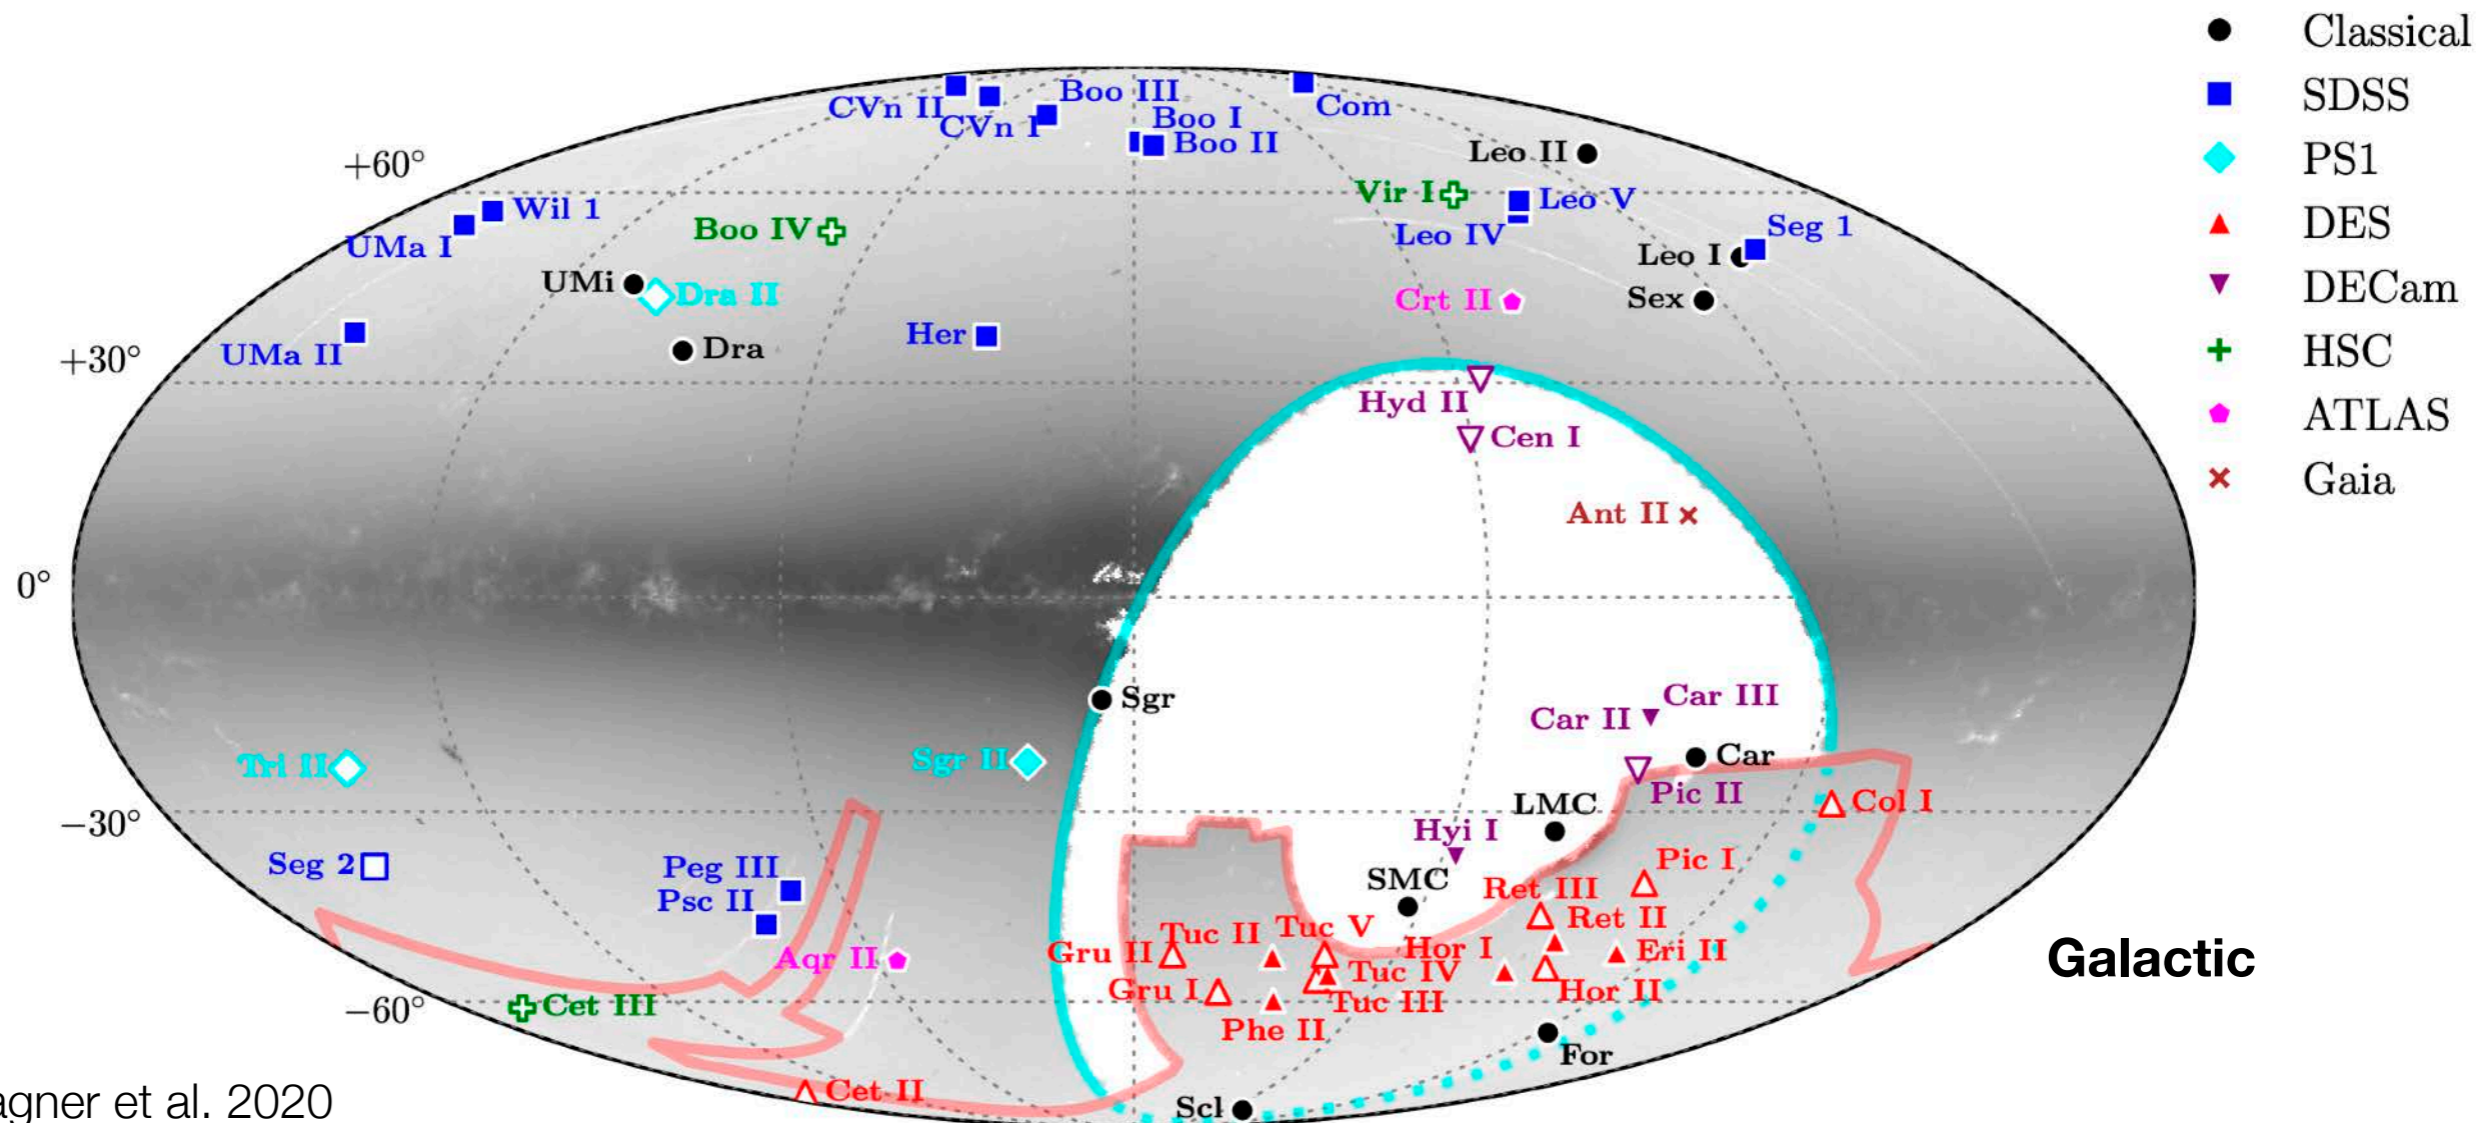 Classical
SDSS
PS1
DES
DECam
HSC
ATLAS
Gaia
CVn II
CVn I
Boo III
Boo I
Boo II
Com
Leo II
+60°
Wil 1
UMa I
Boo IV
Vir I
Leo V
Leo IV
Seg 1
Leo I
UMi
Dra II
Crt II
Sex
UMa II
Dra
Her
+30°
Hyd II
Cen I
Ant II
0°
Sgr
Car III
Car II
Car
Tri II
Sgr II
Pic II
LMC
Col I
-30°
Hyi I
Seg 2
Peg III
Psc II
SMC
Pic I
Ret III
Ret II
Aqr II
Gru II
Tuc II
Tuc V
Hor I
Eri II
Galactic
Gru I
Tuc IV
Tuc III
Hor II
-60°
Cet III
Phe II
For
Cet II
Scl
agner et al. 2020